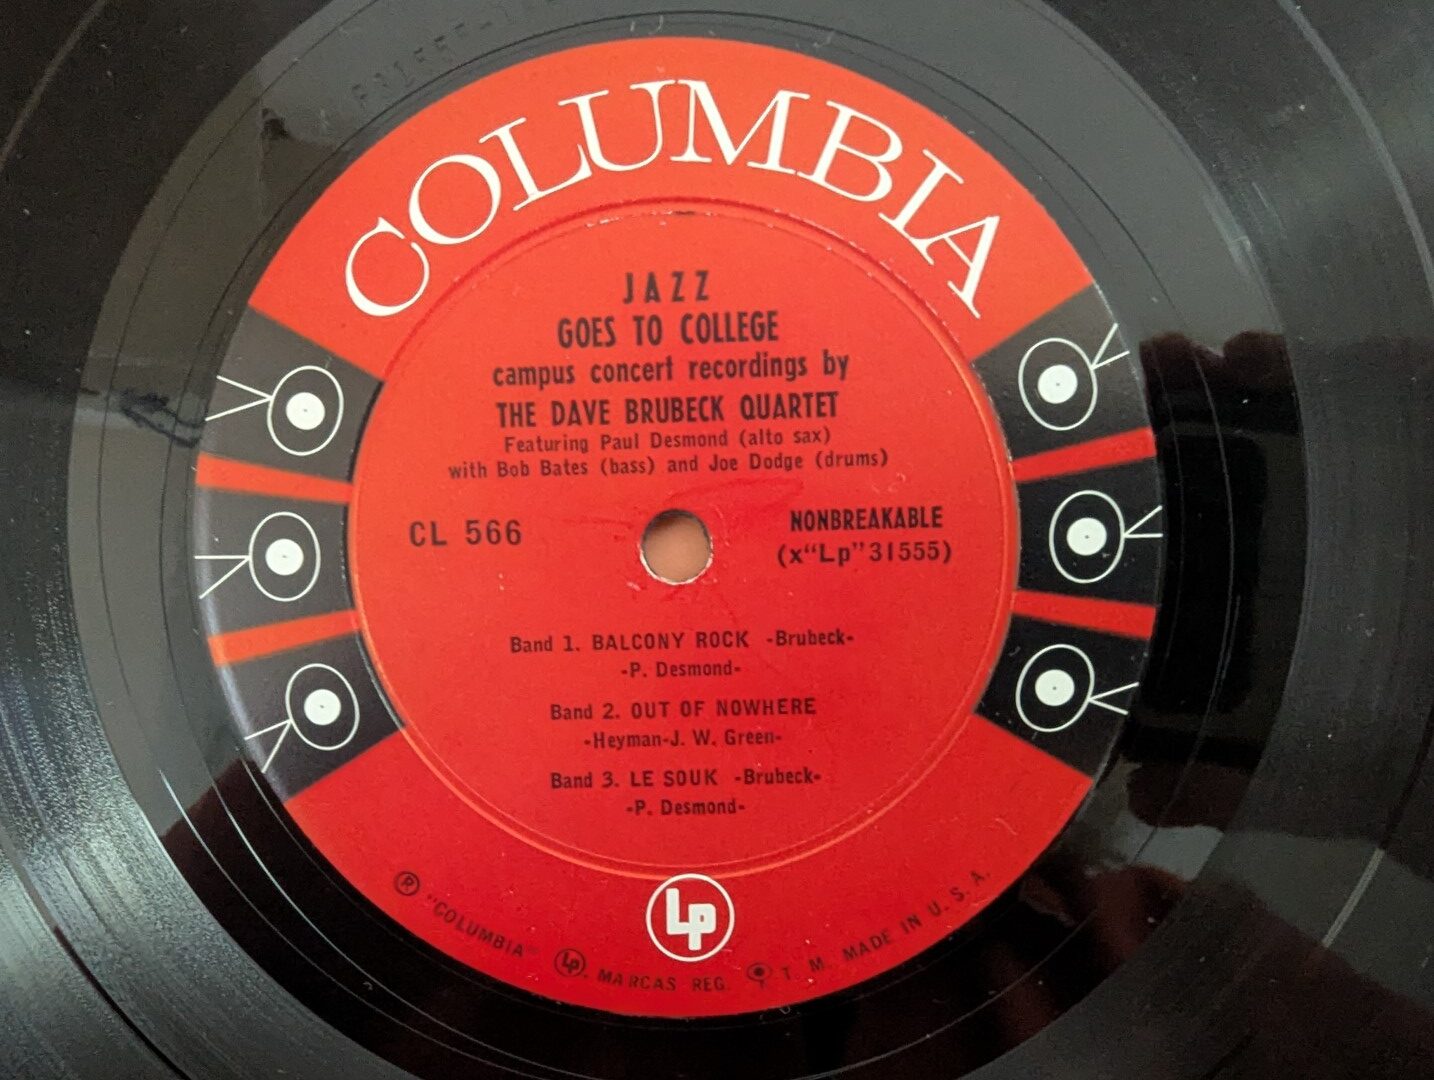 COLUMBIA
JAZZ
GOES TO COLLEGE
campus concert recordings by
THE DAVE BRUBECK QUARTET
Featuring Paul Desmond (alto sax)
with Bob Bates (bass) and Joe Dodge (drums)
CL 566
NONBREAKABLE
(x“Lp”31555)
Band 1. BALCONY ROCK -Brubeck-
-P. Desmond-
Band 2. OUT OF NOWHERE
-Heyman-J. W. Green-
Band 3. LE SOUK -Brubeck-
-P. Desmond-
Lp
® “COLUMBIA” Lp, MARCAS REG. T. M. MADE IN U. S. A.